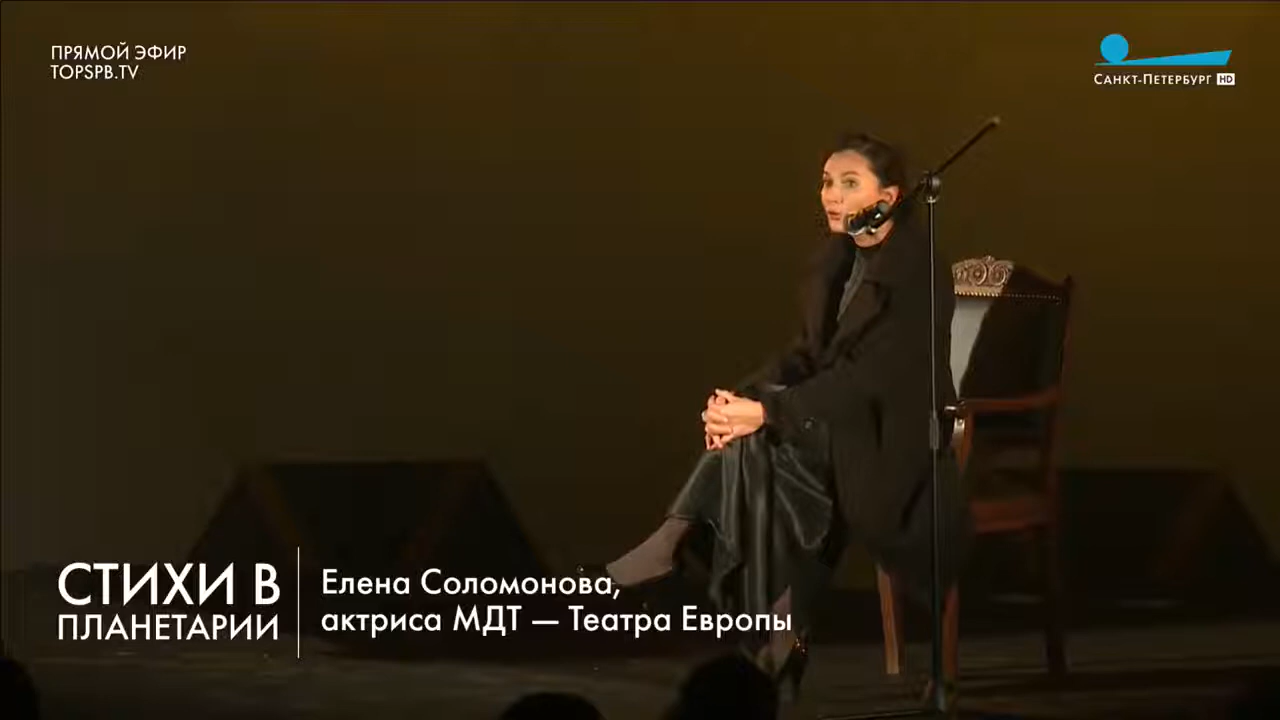 ПРЯМОЙ ЭФИР
TOPSPB.TV
САНКТ-ПЕТЕРБУРГ HD
СТИХИ В
ПЛАНЕТАРИИ
Елена Соломонова,
актриса МДТ — Театра Европы